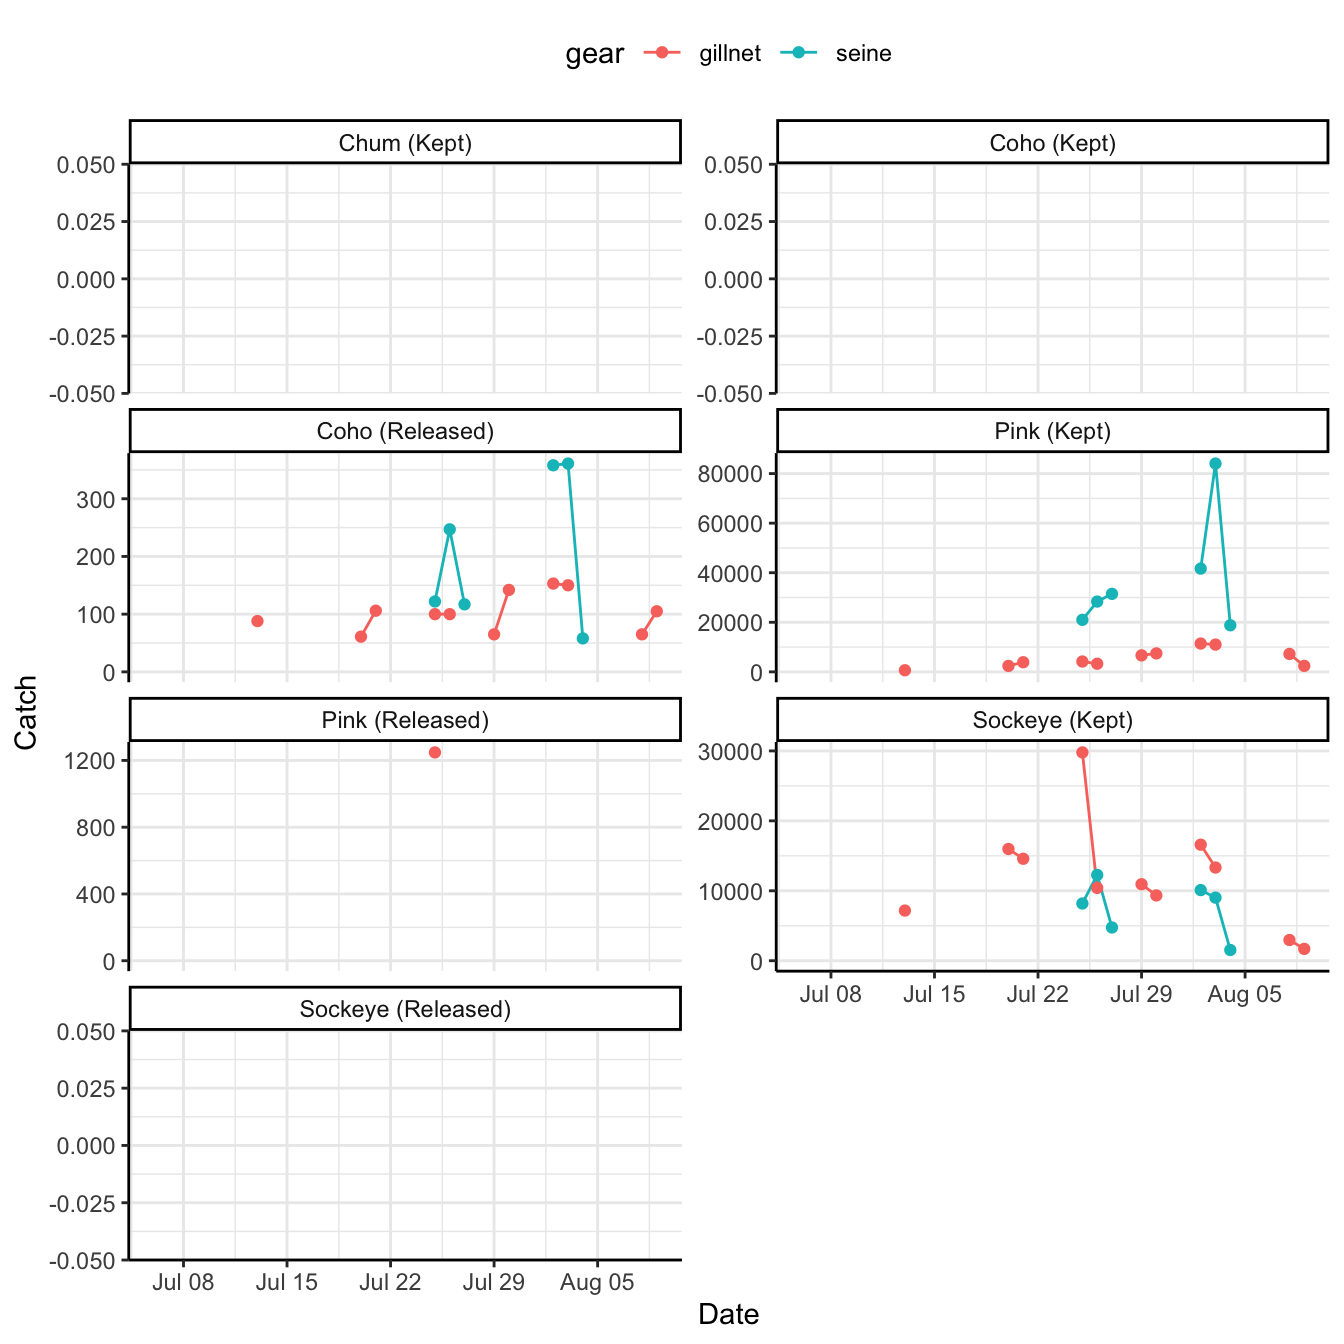 gear gillnet seine
Chum (Kept)
0.050
0.025
0.000
-0.025
-0.050
Coho (Kept)
0.050
0.025
0.000
-0.025
-0.050
Coho (Released)
300
200
100
0
Pink (Kept)
80000
60000
40000
20000
0
Catch
Pink (Released)
1200
800
400
0
Sockeye (Kept)
30000
20000
10000
0
Jul 08 Jul 15 Jul 22 Jul 29 Aug 05
Sockeye (Released)
0.050
0.025
0.000
-0.025
-0.050
Jul 08 Jul 15 Jul 22 Jul 29 Aug 05
Date